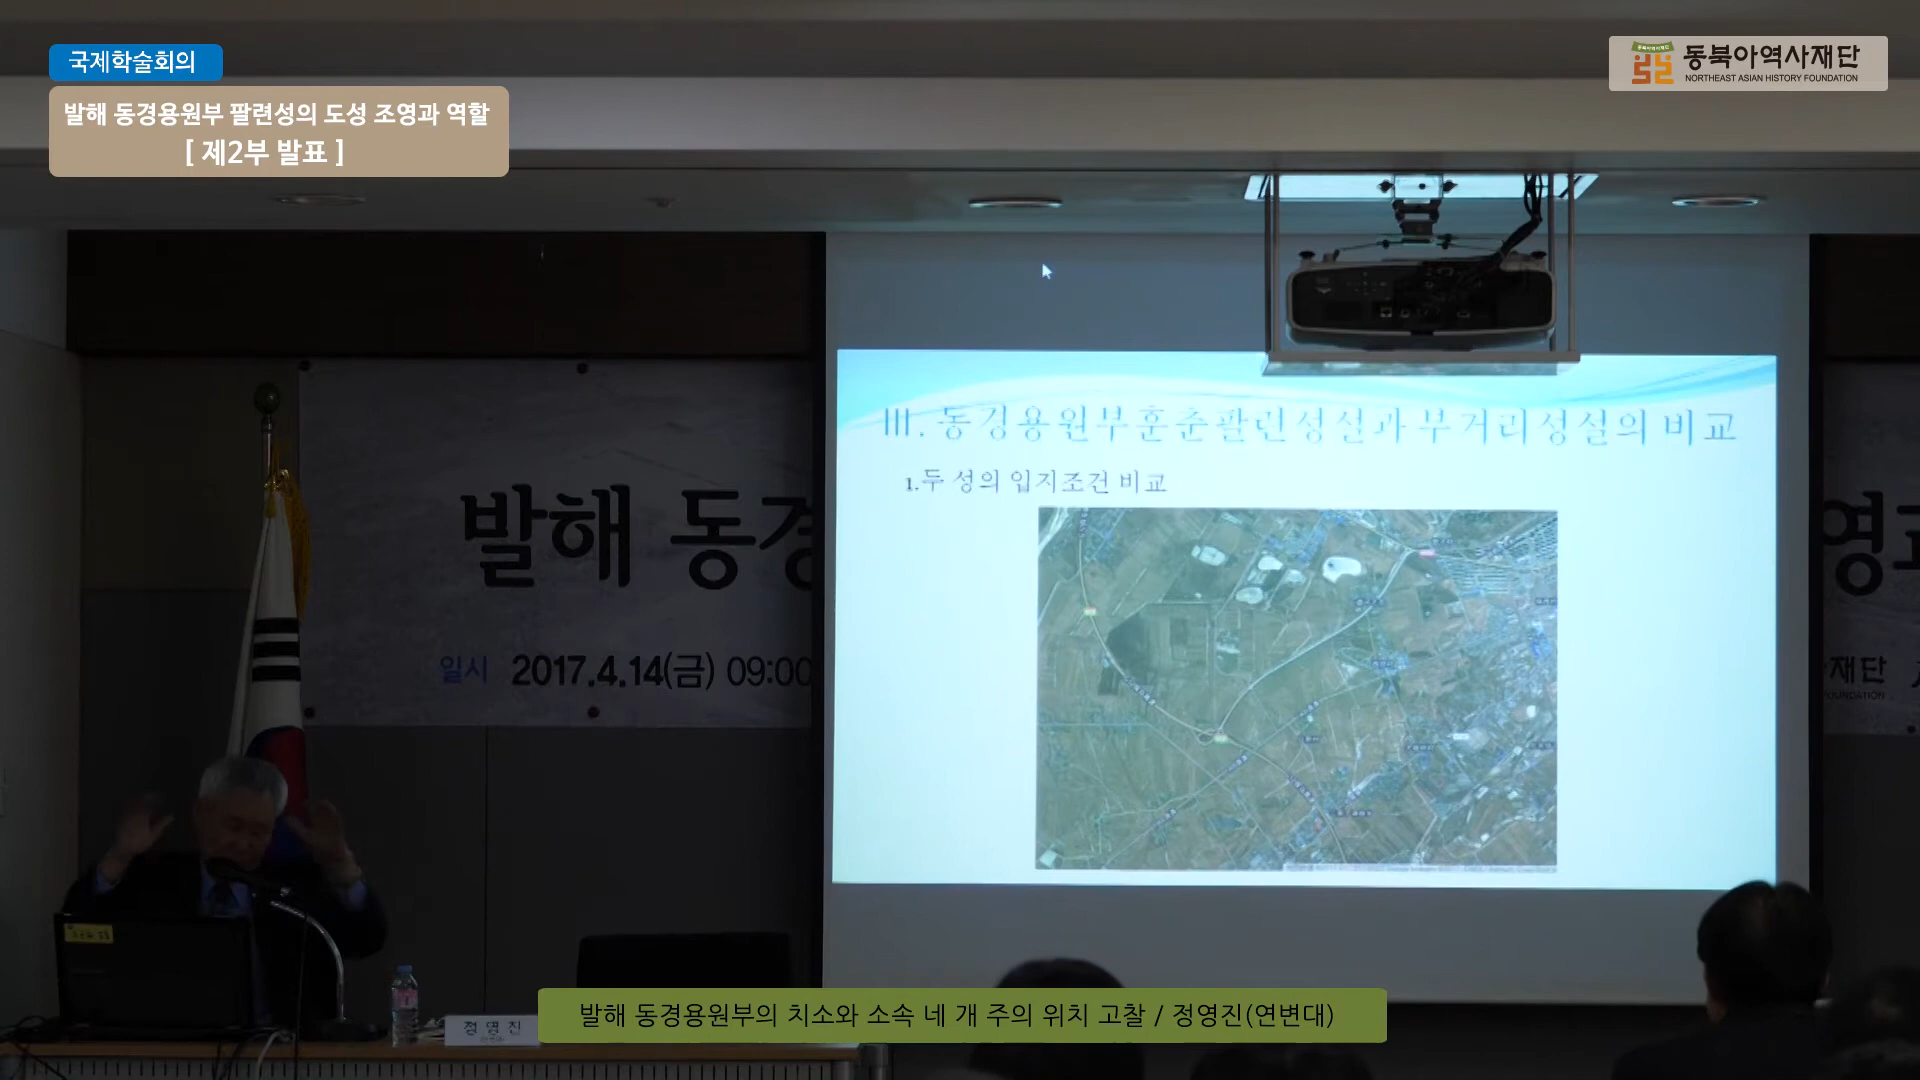 국제학술회의
발해 동경용원부 팔련성의 도성 조영과 역할
[ 제2부 발표 ]
동북아역사재단
NORTHEAST ASIAN HISTORY FOUNDATION
III. 동경용원부훈춘팔련성설과 부거리성설의 비교
1.두 성의 입지조건 비교
발해 동경
일시 2017.4.14(금) 09:00
영과
재단
FOUNDATION
정영진
발해 동경용원부의 치소와 소속 네 개 주의 위치 고찰 / 정영진(연변대)